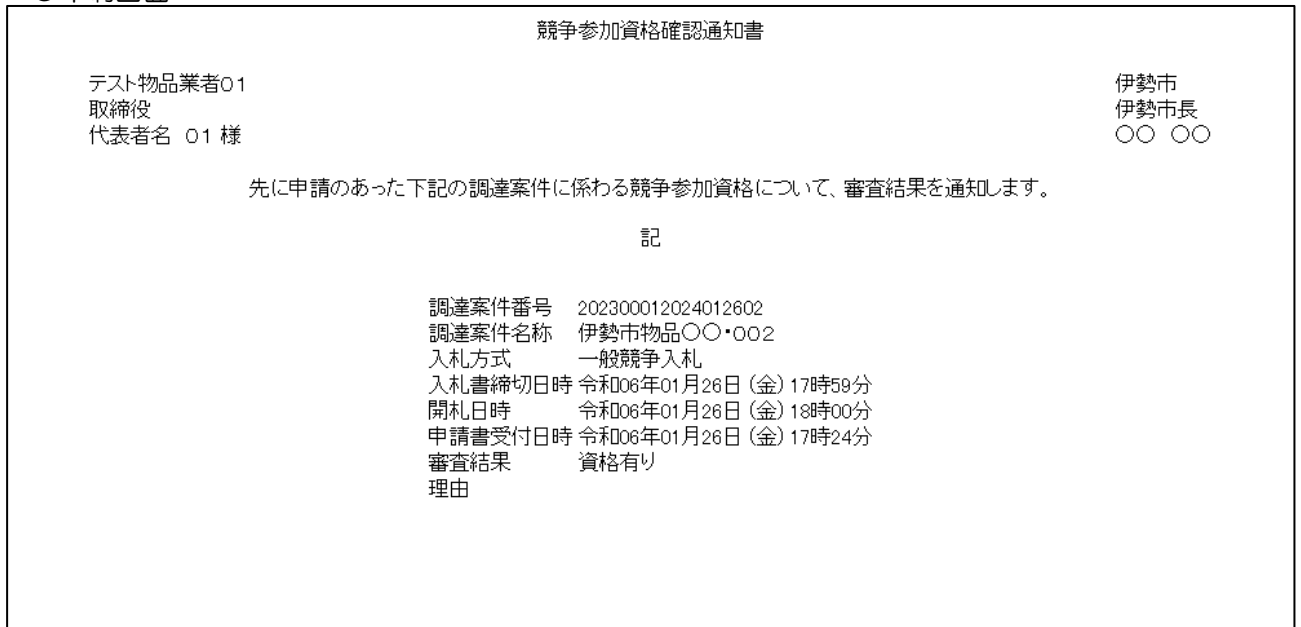 競争参加資格確認通知書
テスト物品業者01
伊勢市
取締役
伊勢市長
代表者名 01 様
○○ ○○
先に申請のあった下記の調達案件に係わる競争参加資格について、審査結果を通知します。
記
調達案件番号 202300012024012602
調達案件名称 伊勢市物品○○・002
入札方式 一般競争入札
入札書締切日時 令和06年01月26日(金)17時59分
開札日時 令和06年01月26日(金)18時00分
申請書受付日時 令和06年01月26日(金)17時24分
審査結果 資格有り
理由